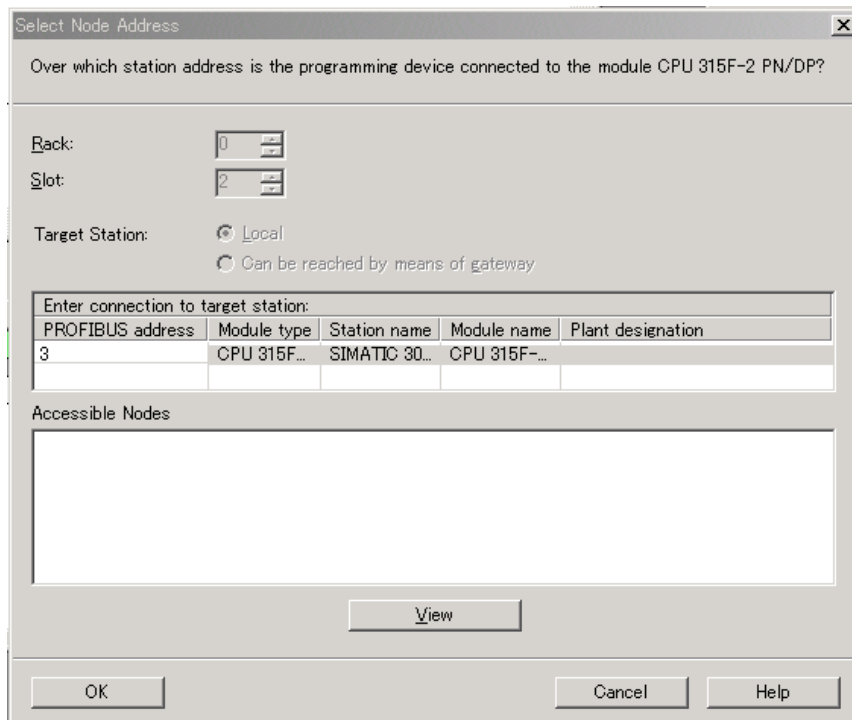 Select Node Address
Over which station address is the programming device connected to the module CPU 315F-2 PN/DP?
Rack: 0
Slot: 2
Target Station: Local
Can be reached by means of gateway
Enter connection to target station:
PROFIBUS address Module type Station name Module name Plant designation
3 CPU 315F... SIMATIC 30... CPU 315F-...
Accessible Nodes
View
OK Cancel Help